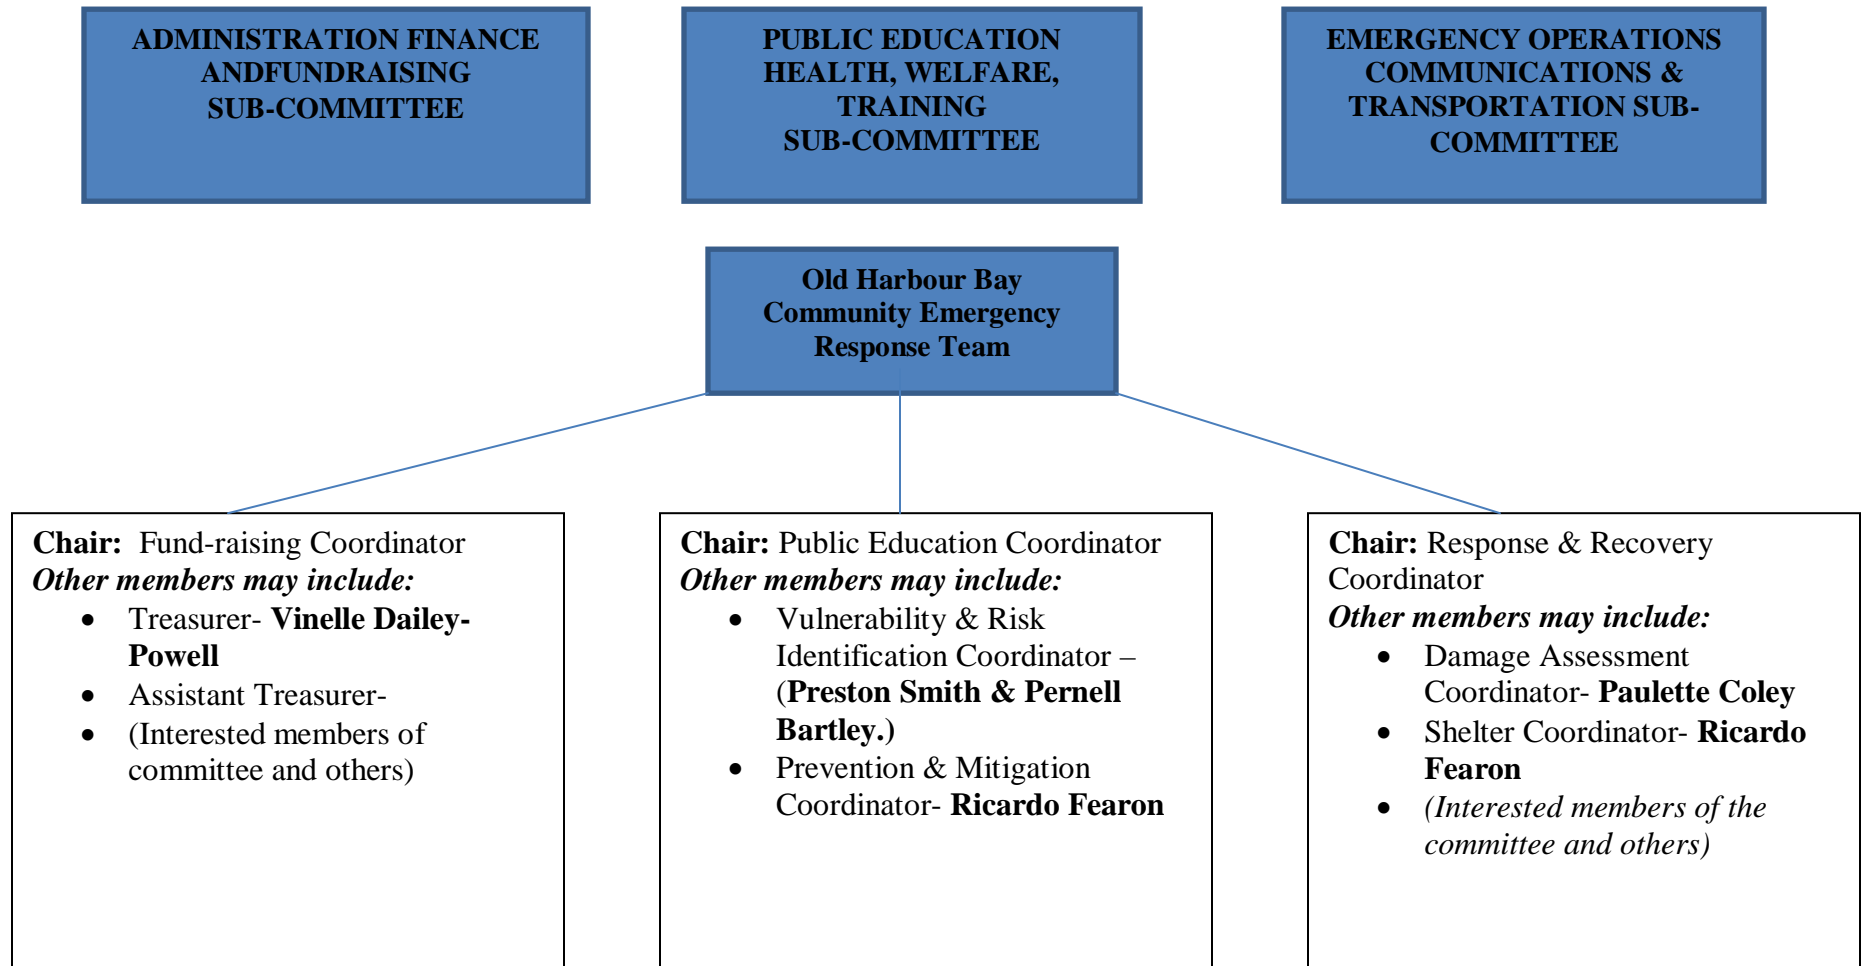 ADMINISTRATION FINANCE
ANDFUNDRAISING
SUB-COMMITTEE
PUBLIC EDUCATION
HEALTH, WELFARE,
TRAINING
SUB-COMMITTEE
EMERGENCY OPERATIONS
COMMUNICATIONS &
TRANSPORTATION SUB-
COMMITTEE
Old Harbour Bay
Community Emergency
Response Team
Chair:  Fund-raising Coordinator
Other members may include:
• Treasurer- Vinelle Dailey-
Powell
• Assistant Treasurer-
• (Interested members of
committee and others)
Chair: Public Education Coordinator
Other members may include:
• Vulnerability & Risk
Identification Coordinator –
(Preston Smith & Pernell
Bartley.)
• Prevention & Mitigation
Coordinator- Ricardo Fearon
Chair: Response & Recovery
Coordinator
Other members may include:
• Damage Assessment
Coordinator- Paulette Coley
• Shelter Coordinator- Ricardo
Fearon
• (Interested members of the
committee and others)